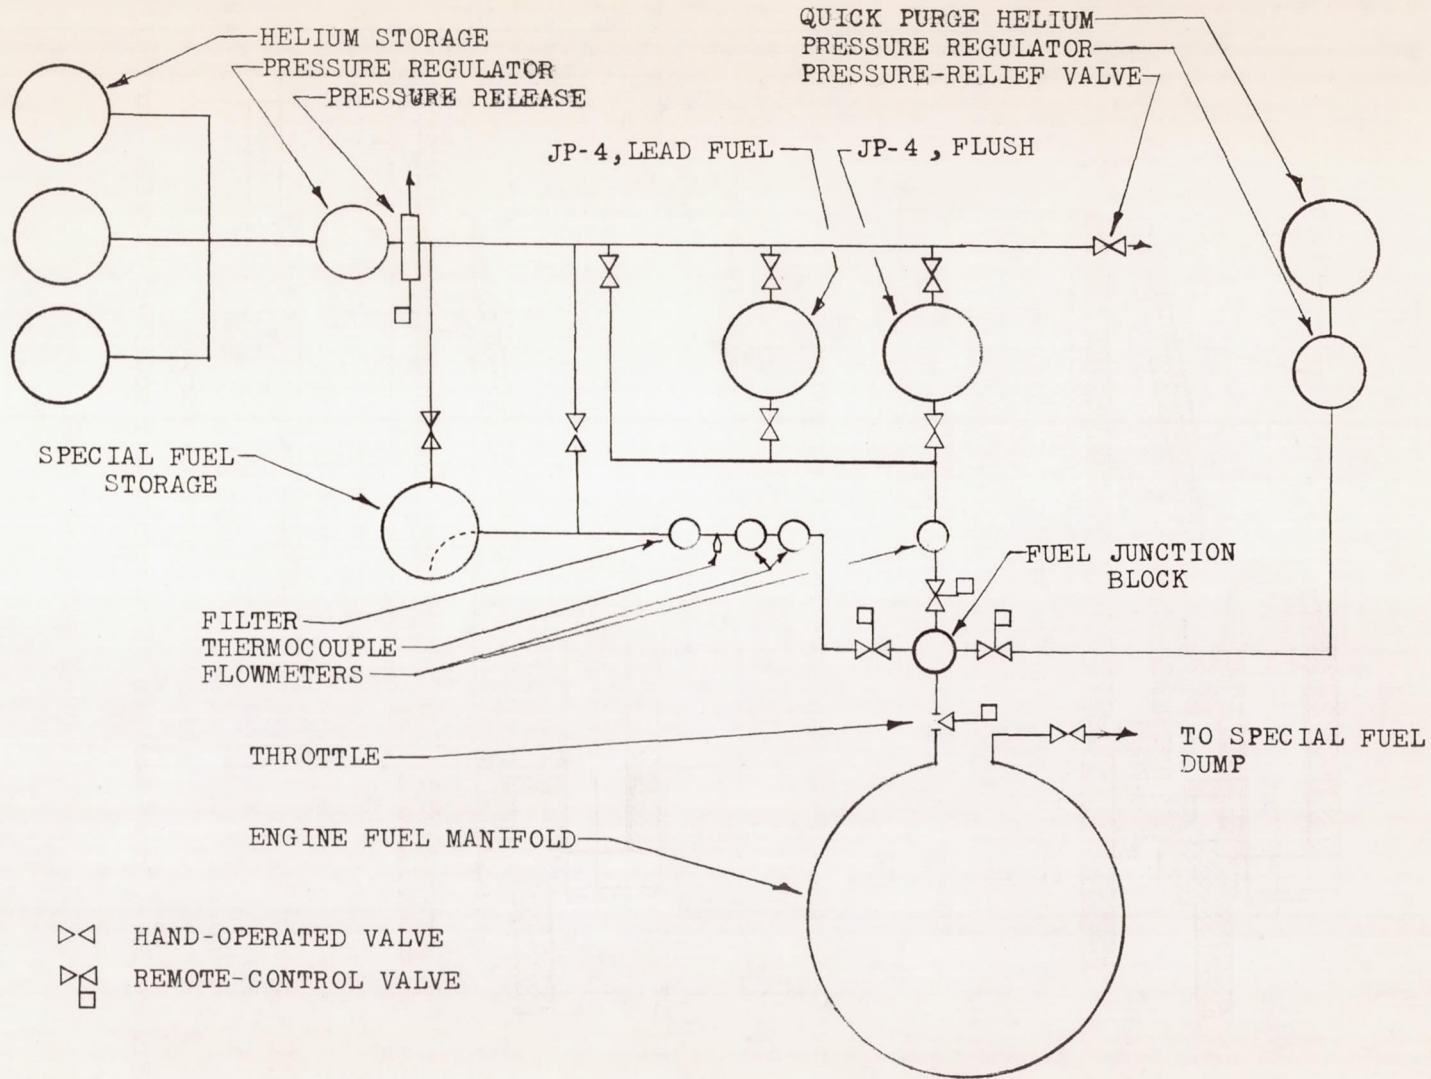 HELIUM STORAGE
PRESSURE REGULATOR
PRESSURE RELEASE
QUICK PURGE HELIUM
PRESSURE REGULATOR
PRESSURE-RELIEF VALVE
JP-4, LEAD FUEL
JP-4 , FLUSH
SPECIAL FUEL
STORAGE
FUEL JUNCTION
BLOCK
FILTER
THERMOCOUPLE
FLOWMETERS
THROTTLE
TO SPECIAL FUEL
DUMP
ENGINE FUEL MANIFOLD
HAND-OPERATED VALVE
REMOTE-CONTROL VALVE